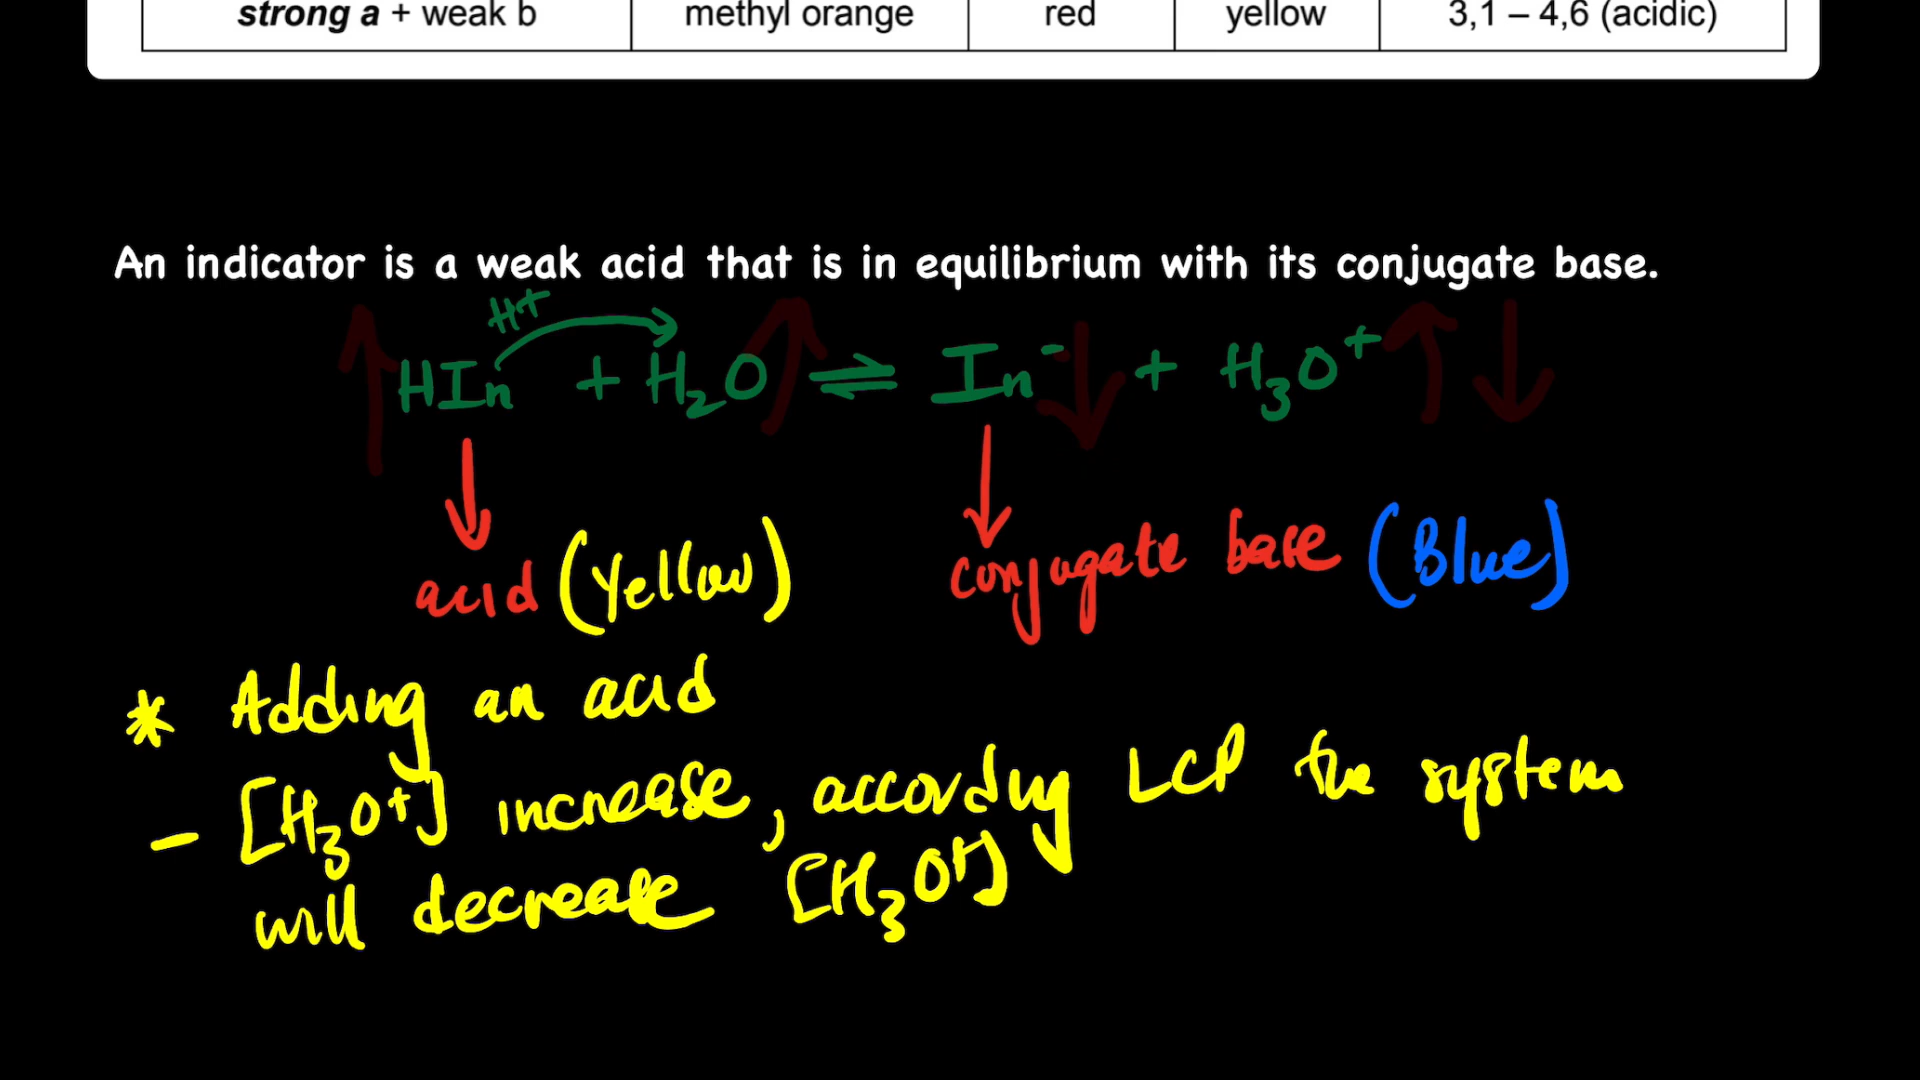 strong a + weak b methyl orange red yellow 3,1 – 4,6 (acidic)
An indicator is a weak acid that is in equilibrium with its conjugate base.
H+
HIn + H₂O ⇌ In⁻ + H₃O⁺
acid (Yellow) conjugate base (Blue)
* Adding an acid
– [H₃O+] increase, according LCP the system
will decrease [H₃O+]